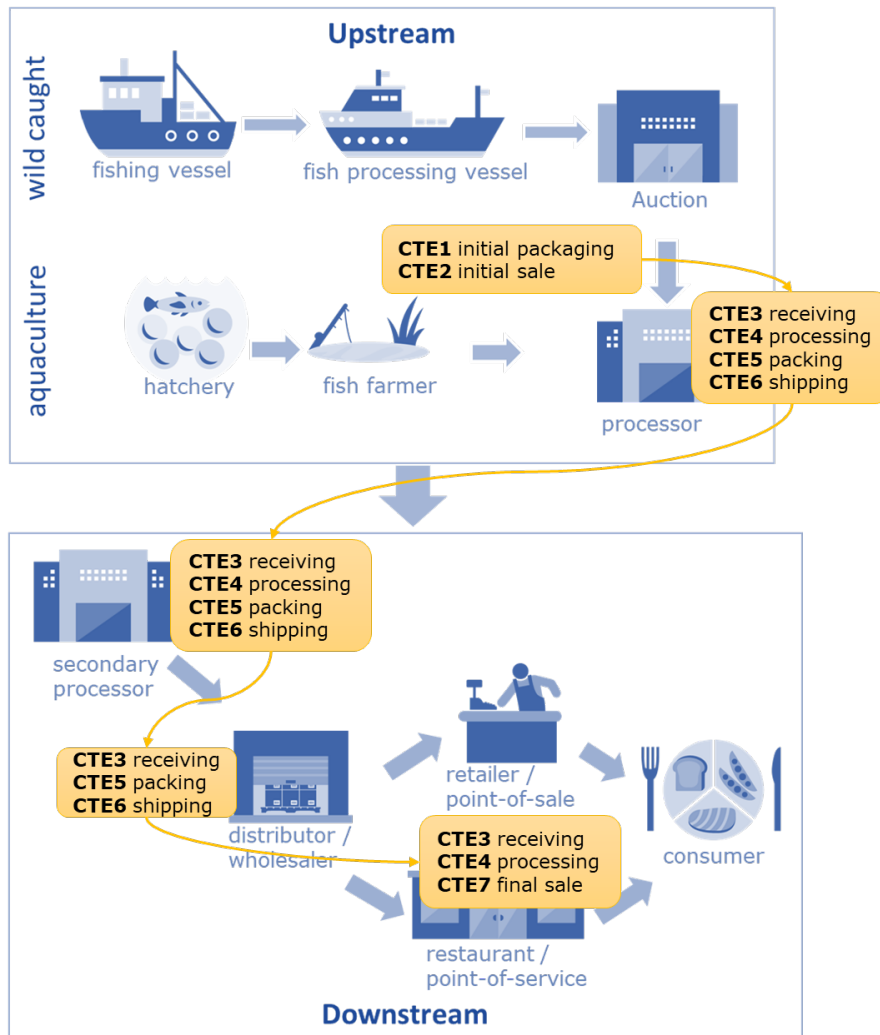 Upstream
wild caught
fishing vessel
fish processing vessel
Auction
CTE1 initial packaging
CTE2 initial sale
aquaculture
hatchery
fish farmer
processor
CTE3 receiving
CTE4 processing
CTE5 packing
CTE6 shipping
CTE3 receiving
CTE4 processing
CTE5 packing
CTE6 shipping
secondary
processor
CTE3 receiving
CTE5 packing
CTE6 shipping
distributor /
wholesaler
retailer /
point-of-sale
CTE3 receiving
CTE4 processing
CTE7 final sale
consumer
restaurant /
point-of-service
Downstream